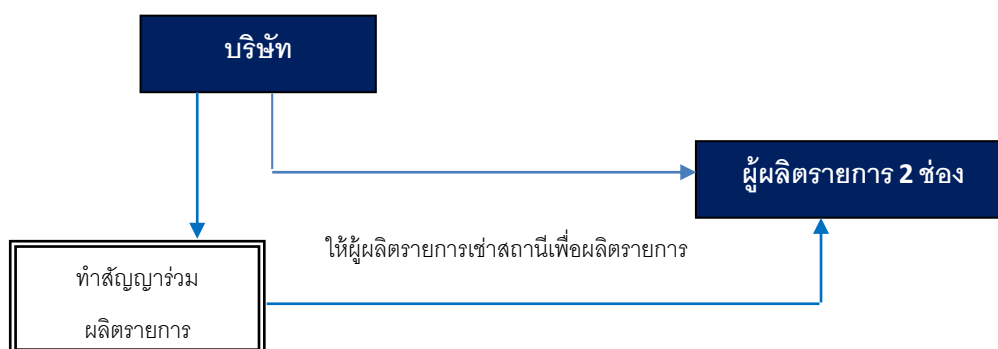 บริษัท
ผู้ผลิตรายการ 2 ช่อง
ให้ผู้ผลิตรายการเช่าสถานีเพื่อผลิตรายการ
ทำสัญญาร่วม
ผลิตรายการ